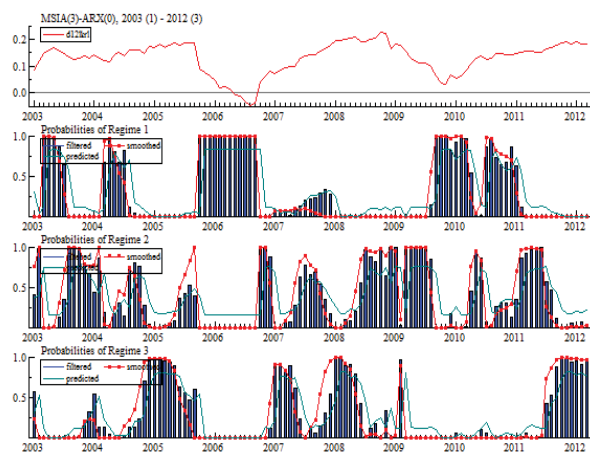 MSIA(3)-ARX(0), 2003 (1) - 2012 (3)
d12lkrl
0.2
0.1
0.0
2003 2004 2005 2006 2007 2008 2009 2010 2011 2012
Probabilities of Regime 1
1.0
filtered smoothed
predicted
0.5
2003 2004 2005 2006 2007 2008 2009 2010 2011 2012
Probabilities of Regime 2
1.0
filtered smoothed
predicted
0.5
2003 2004 2005 2006 2007 2008 2009 2010 2011 2012
Probabilities of Regime 3
1.0
filtered smoothed
predicted
0.5
2003 2004 2005 2006 2007 2008 2009 2010 2011 2012